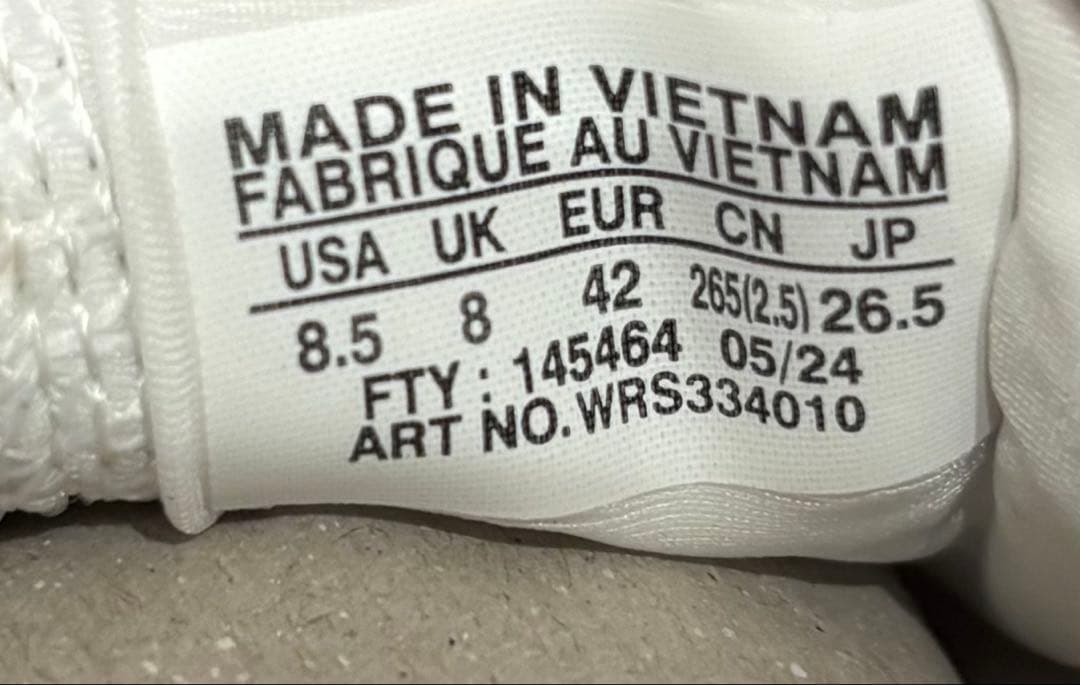 MADE IN VIETNAM
FABRIQUE AU VIETNAM
USA UK EUR CN JP
8.5 8 42 265(2.5) 26.5
FTY : 145464 05/24
ART NO. WRS334010